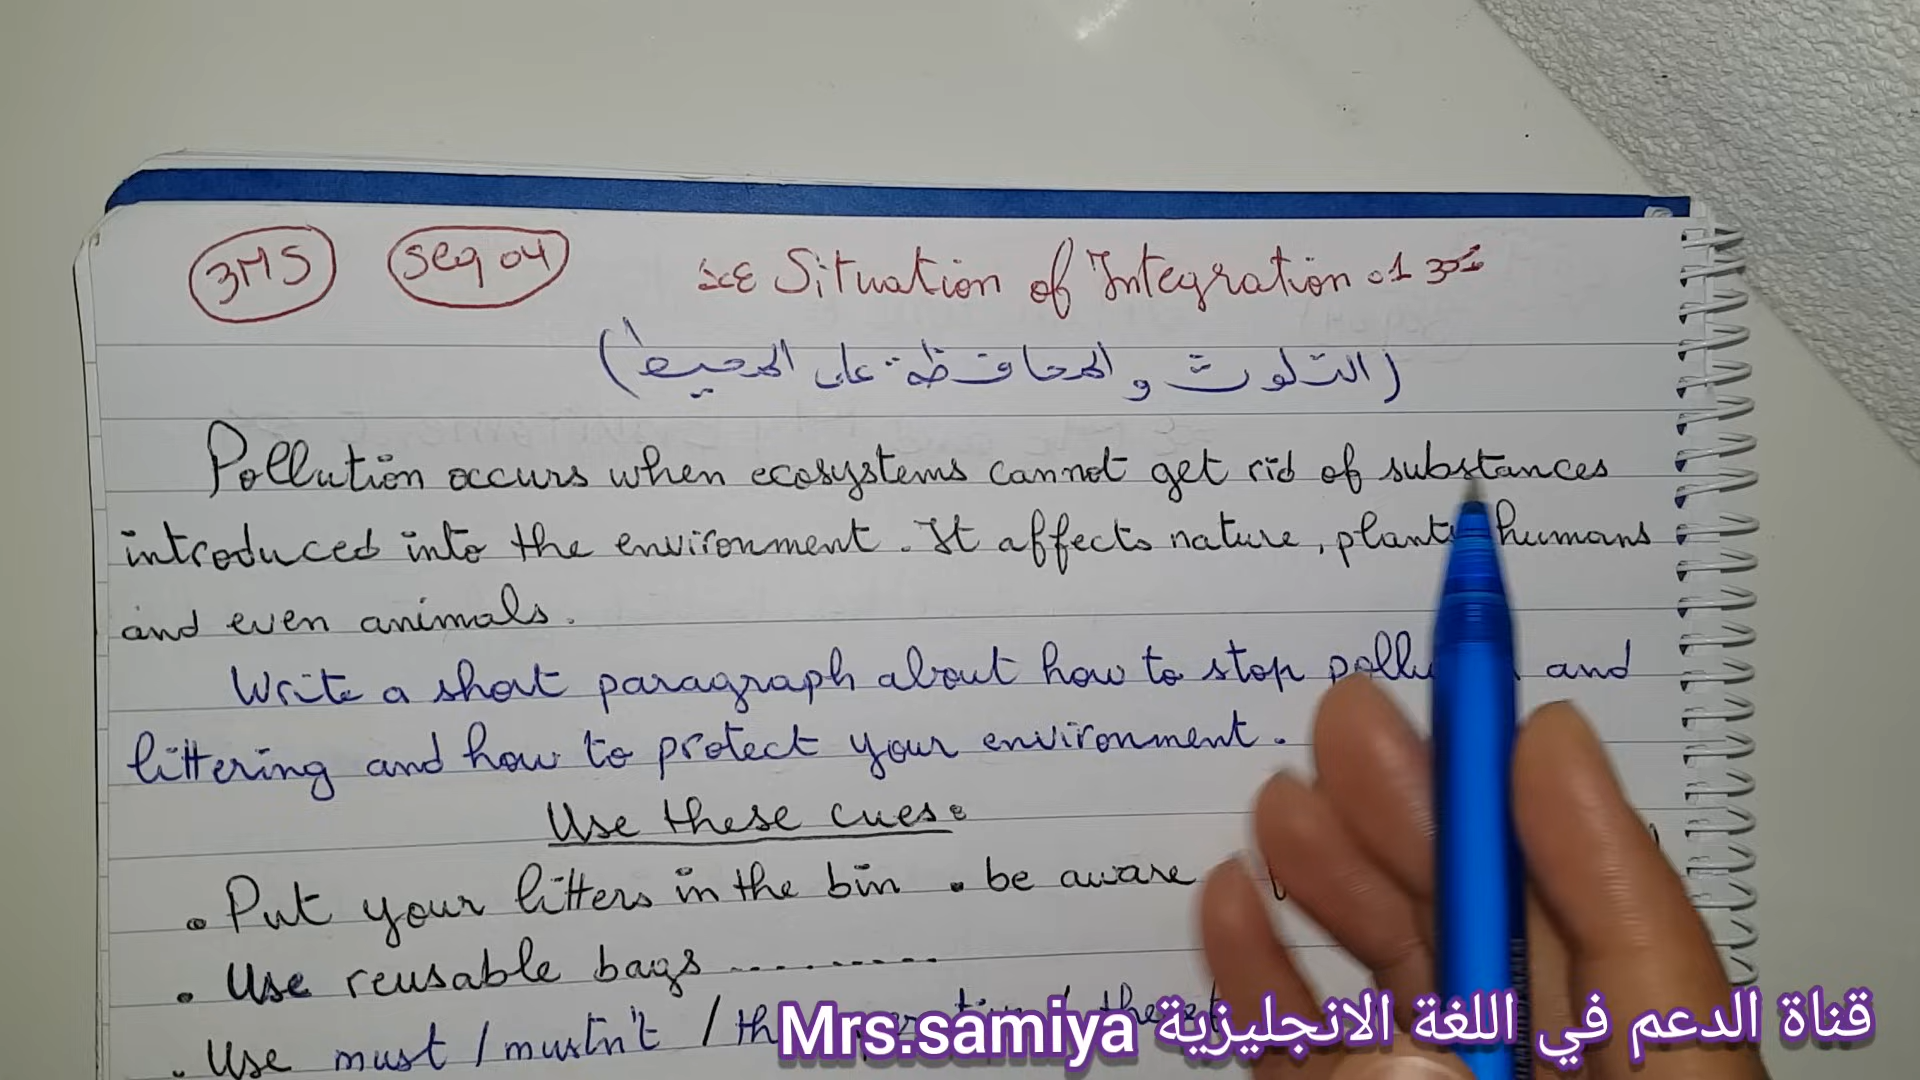 3MS Seq 04 Situation of Integration 01
(التلوث والمحافظة على المحيط)
Pollution occurs when ecosystems cannot get rid of substances
introduced into the environment. It affects nature, plants humans
and even animals.
Write a short paragraph about how to stop and
littering and how to protect your environment.
Use these cues:
. Put your litters in the bin . be aware
. Use reusable bags .........
. Use must / mustn't /
Mrs.samiya قناة الدعم في اللغة الانجليزية